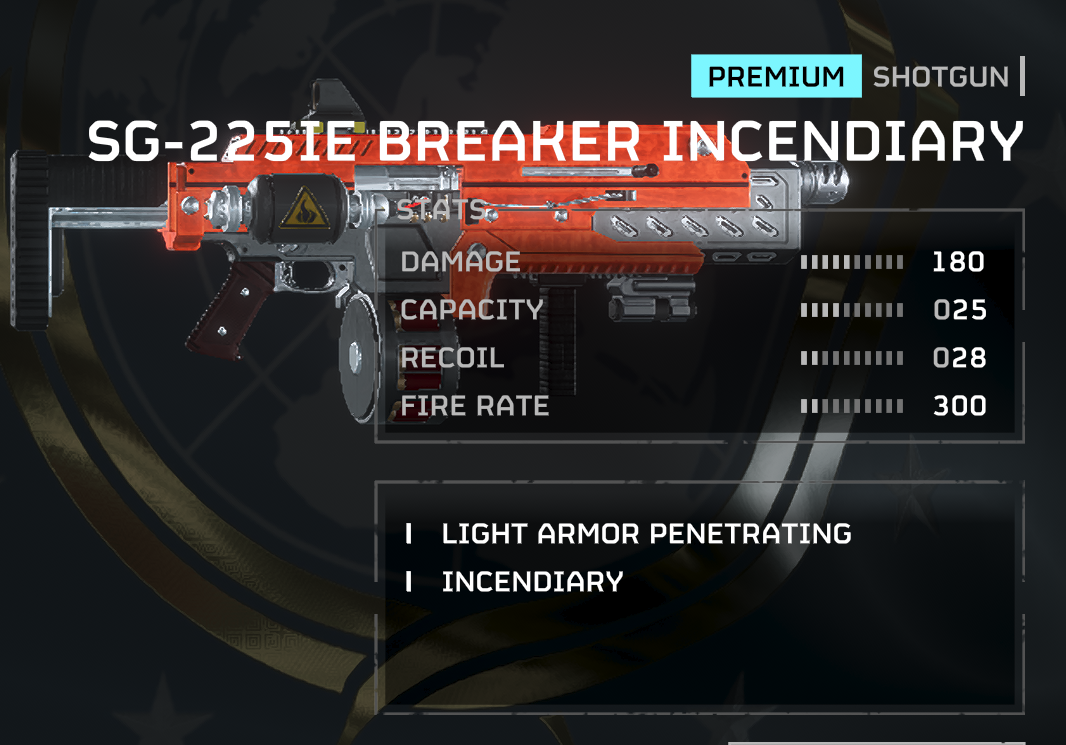 PREMIUM SHOTGUN
SG-225IE BREAKER INCENDIARY
STATS
DAMAGE 180
CAPACITY 025
RECOIL 028
FIRE RATE 300
LIGHT ARMOR PENETRATING
INCENDIARY